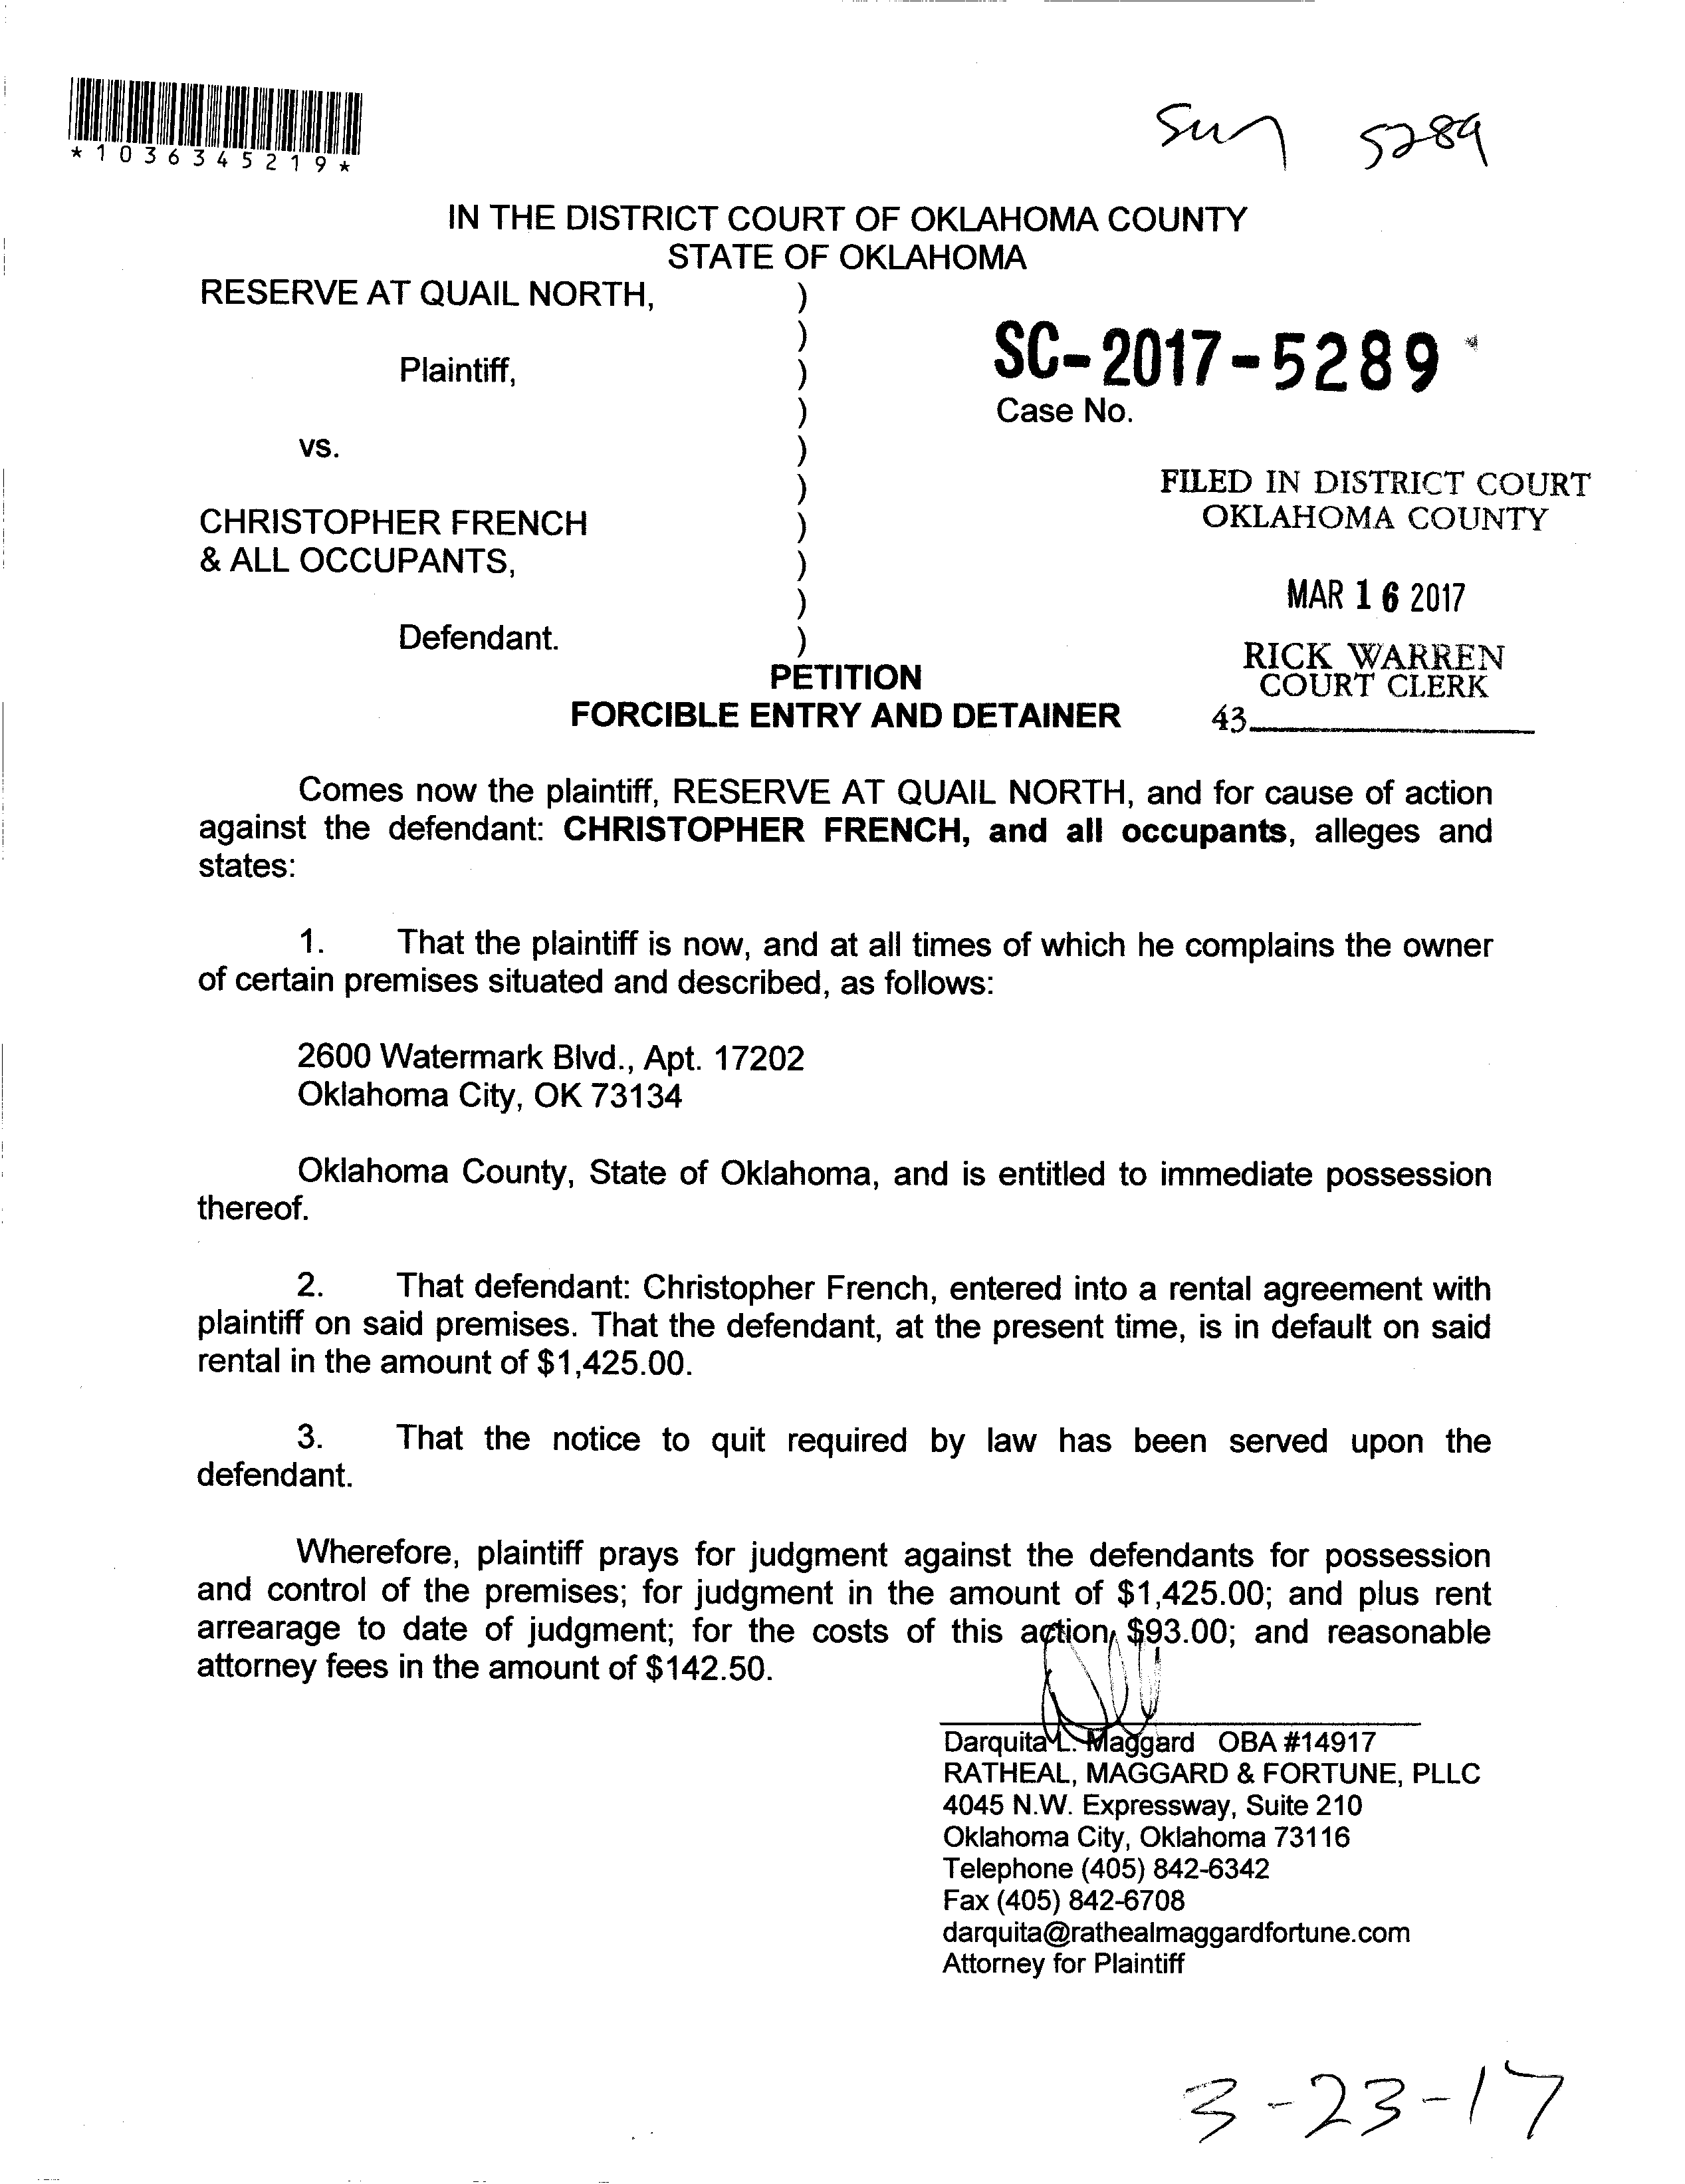 *1036345219*
5289
IN THE DISTRICT COURT OF OKLAHOMA COUNTY
STATE OF OKLAHOMA
RESERVE AT QUAIL NORTH, )
)
Plaintiff, )
SC-2017-5289
)
Case No.
vs. )
)
FILED IN DISTRICT COURT
OKLAHOMA COUNTY
CHRISTOPHER FRENCH )
& ALL OCCUPANTS, )
)
MAR 16 2017
Defendant. )
RICK WARREN
COURT CLERK
43
PETITION
FORCIBLE ENTRY AND DETAINER
Comes now the plaintiff, RESERVE AT QUAIL NORTH, and for cause of action
against the defendant: CHRISTOPHER FRENCH, and all occupants, alleges and
states:
1. That the plaintiff is now, and at all times of which he complains the owner
of certain premises situated and described, as follows:
2600 Watermark Blvd., Apt. 17202
Oklahoma City, OK 73134
Oklahoma County, State of Oklahoma, and is entitled to immediate possession
thereof.
2. That defendant: Christopher French, entered into a rental agreement with
plaintiff on said premises. That the defendant, at the present time, is in default on said
rental in the amount of $1,425.00.
3. That the notice to quit required by law has been served upon the
defendant.
Wherefore, plaintiff prays for judgment against the defendants for possession
and control of the premises; for judgment in the amount of $1,425.00; and plus rent
arrearage to date of judgment; for the costs of this action, $93.00; and reasonable
attorney fees in the amount of $142.50.
Darquita L. Maggard OBA #14917
RATHEAL, MAGGARD & FORTUNE, PLLC
4045 N.W. Expressway, Suite 210
Oklahoma City, Oklahoma 73116
Telephone (405) 842-6342
Fax (405) 842-6708
darquita@rathealmaggardfortune.com
Attorney for Plaintiff
3-23-17